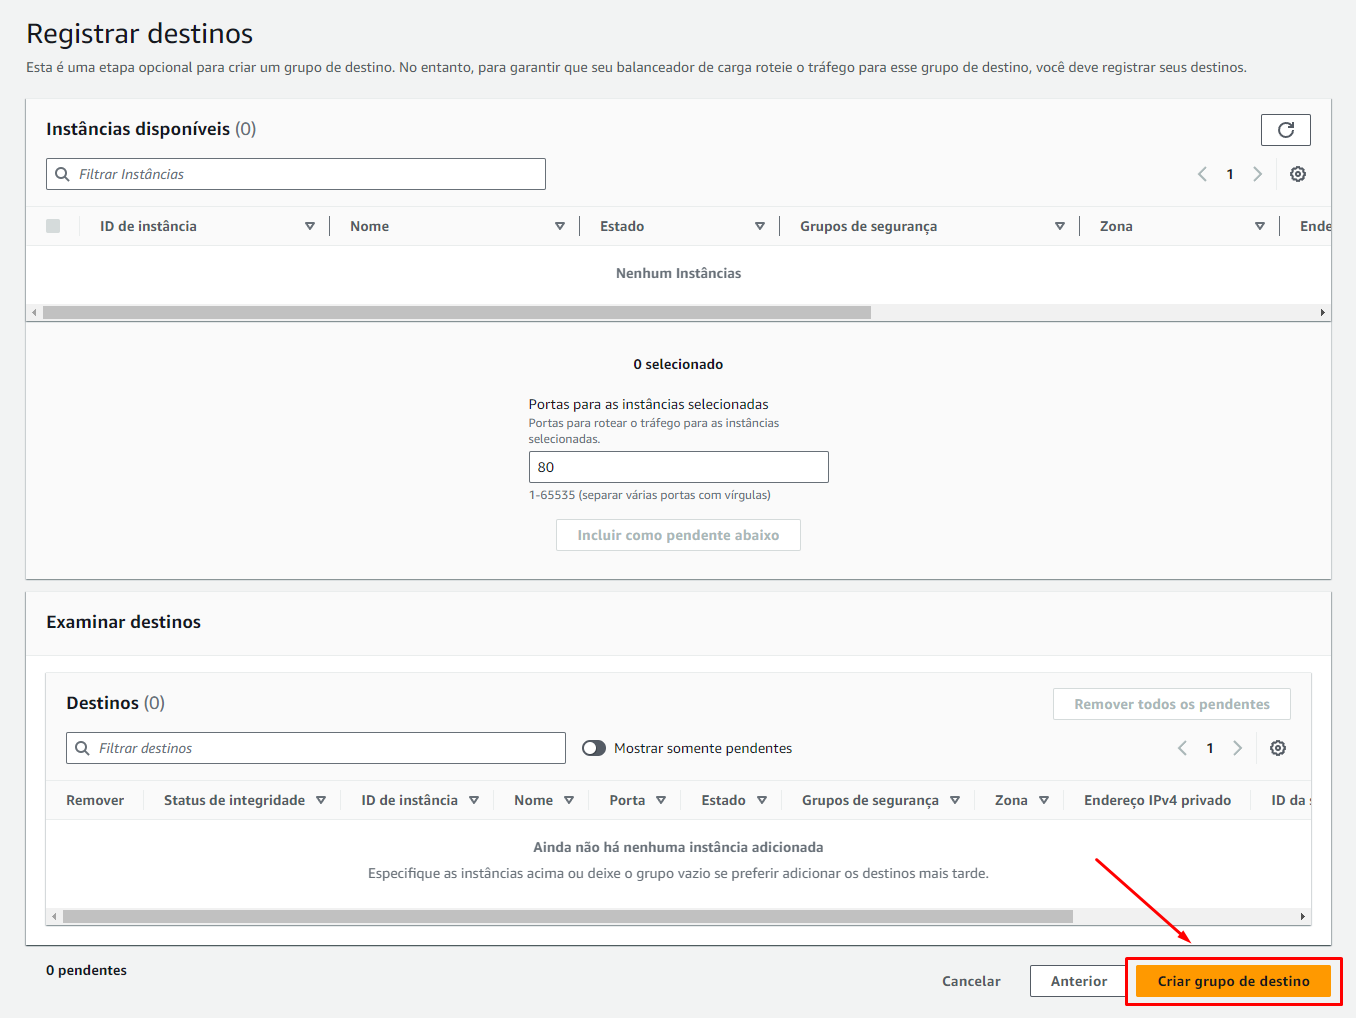 Registrar destinos
Esta é uma etapa opcional para criar um grupo de destino. No entanto, para garantir que seu balanceador de carga roteie o tráfego para esse grupo de destino, você deve registrar seus destinos.
Instâncias disponíveis (0)
Filtrar Instâncias
1
ID de instância Nome Estado Grupos de segurança Zona Ende
Nenhum Instâncias
0 selecionado
Portas para as instâncias selecionadas
Portas para rotear o tráfego para as instâncias
selecionadas.
80
1-65535 (separar várias portas com vírgulas)
Incluir como pendente abaixo
Examinar destinos
Destinos (0)
Remover todos os pendentes
Filtrar destinos
Mostrar somente pendentes
1
Remover Status de integridade ID de instância Nome Porta Estado Grupos de segurança Zona Endereço IPv4 privado ID da s
Ainda não há nenhuma instância adicionada
Especifique as instâncias acima ou deixe o grupo vazio se preferir adicionar os destinos mais tarde.
0 pendentes
Cancelar
Anterior
Criar grupo de destino